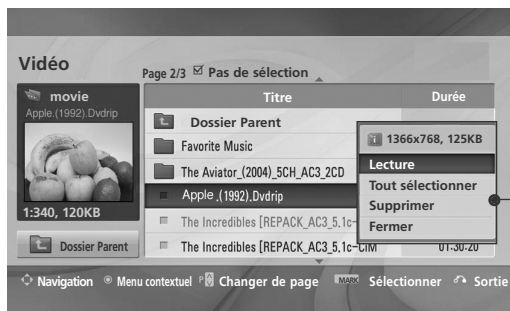 Vidéo
Page 2/3 Pas de sélection
movie
Apple.(1992).Dvdrip
1:340, 120KB
Dossier Parent
Titre
Durée
Dossier Parent
Favorite Music
The Aviator_(2004)_5CH_AC3_2CD
Apple .(1992).Dvdrip
The Incredibles [REPACK_AC3_5.1c-
The Incredibles [REPACK_AC3_5.1c-CiM
01:30:20
1366x768, 125KB
Lecture
Tout sélectionner
Supprimer
Fermer
Navigation Menu contextuel P Changer de page MARK Sélectionner Sortie